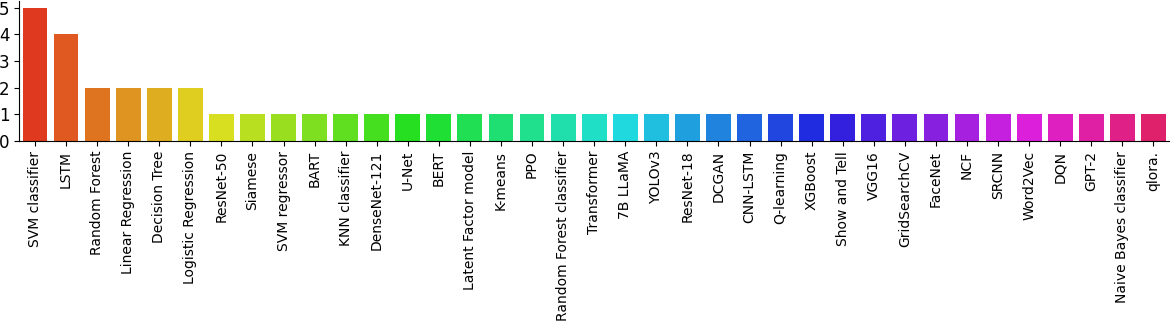 5
4
3
2
1
0
SVM classifier
LSTM
Random Forest
Linear Regression
Decision Tree
Logistic Regression
ResNet-50
Siamese
SVM regressor
BART
KNN classifier
DenseNet-121
U-Net
BERT
Latent Factor model
K-means
PPO
Random Forest classifier
Transformer
7B LLaMA
YOLOv3
ResNet-18
DCGAN
CNN-LSTM
Q-learning
XGBoost
Show and Tell
VGG16
GridSearchCV
FaceNet
NCF
SRCNN
Word2Vec
DQN
GPT-2
Naive Bayes classifier
qlora.